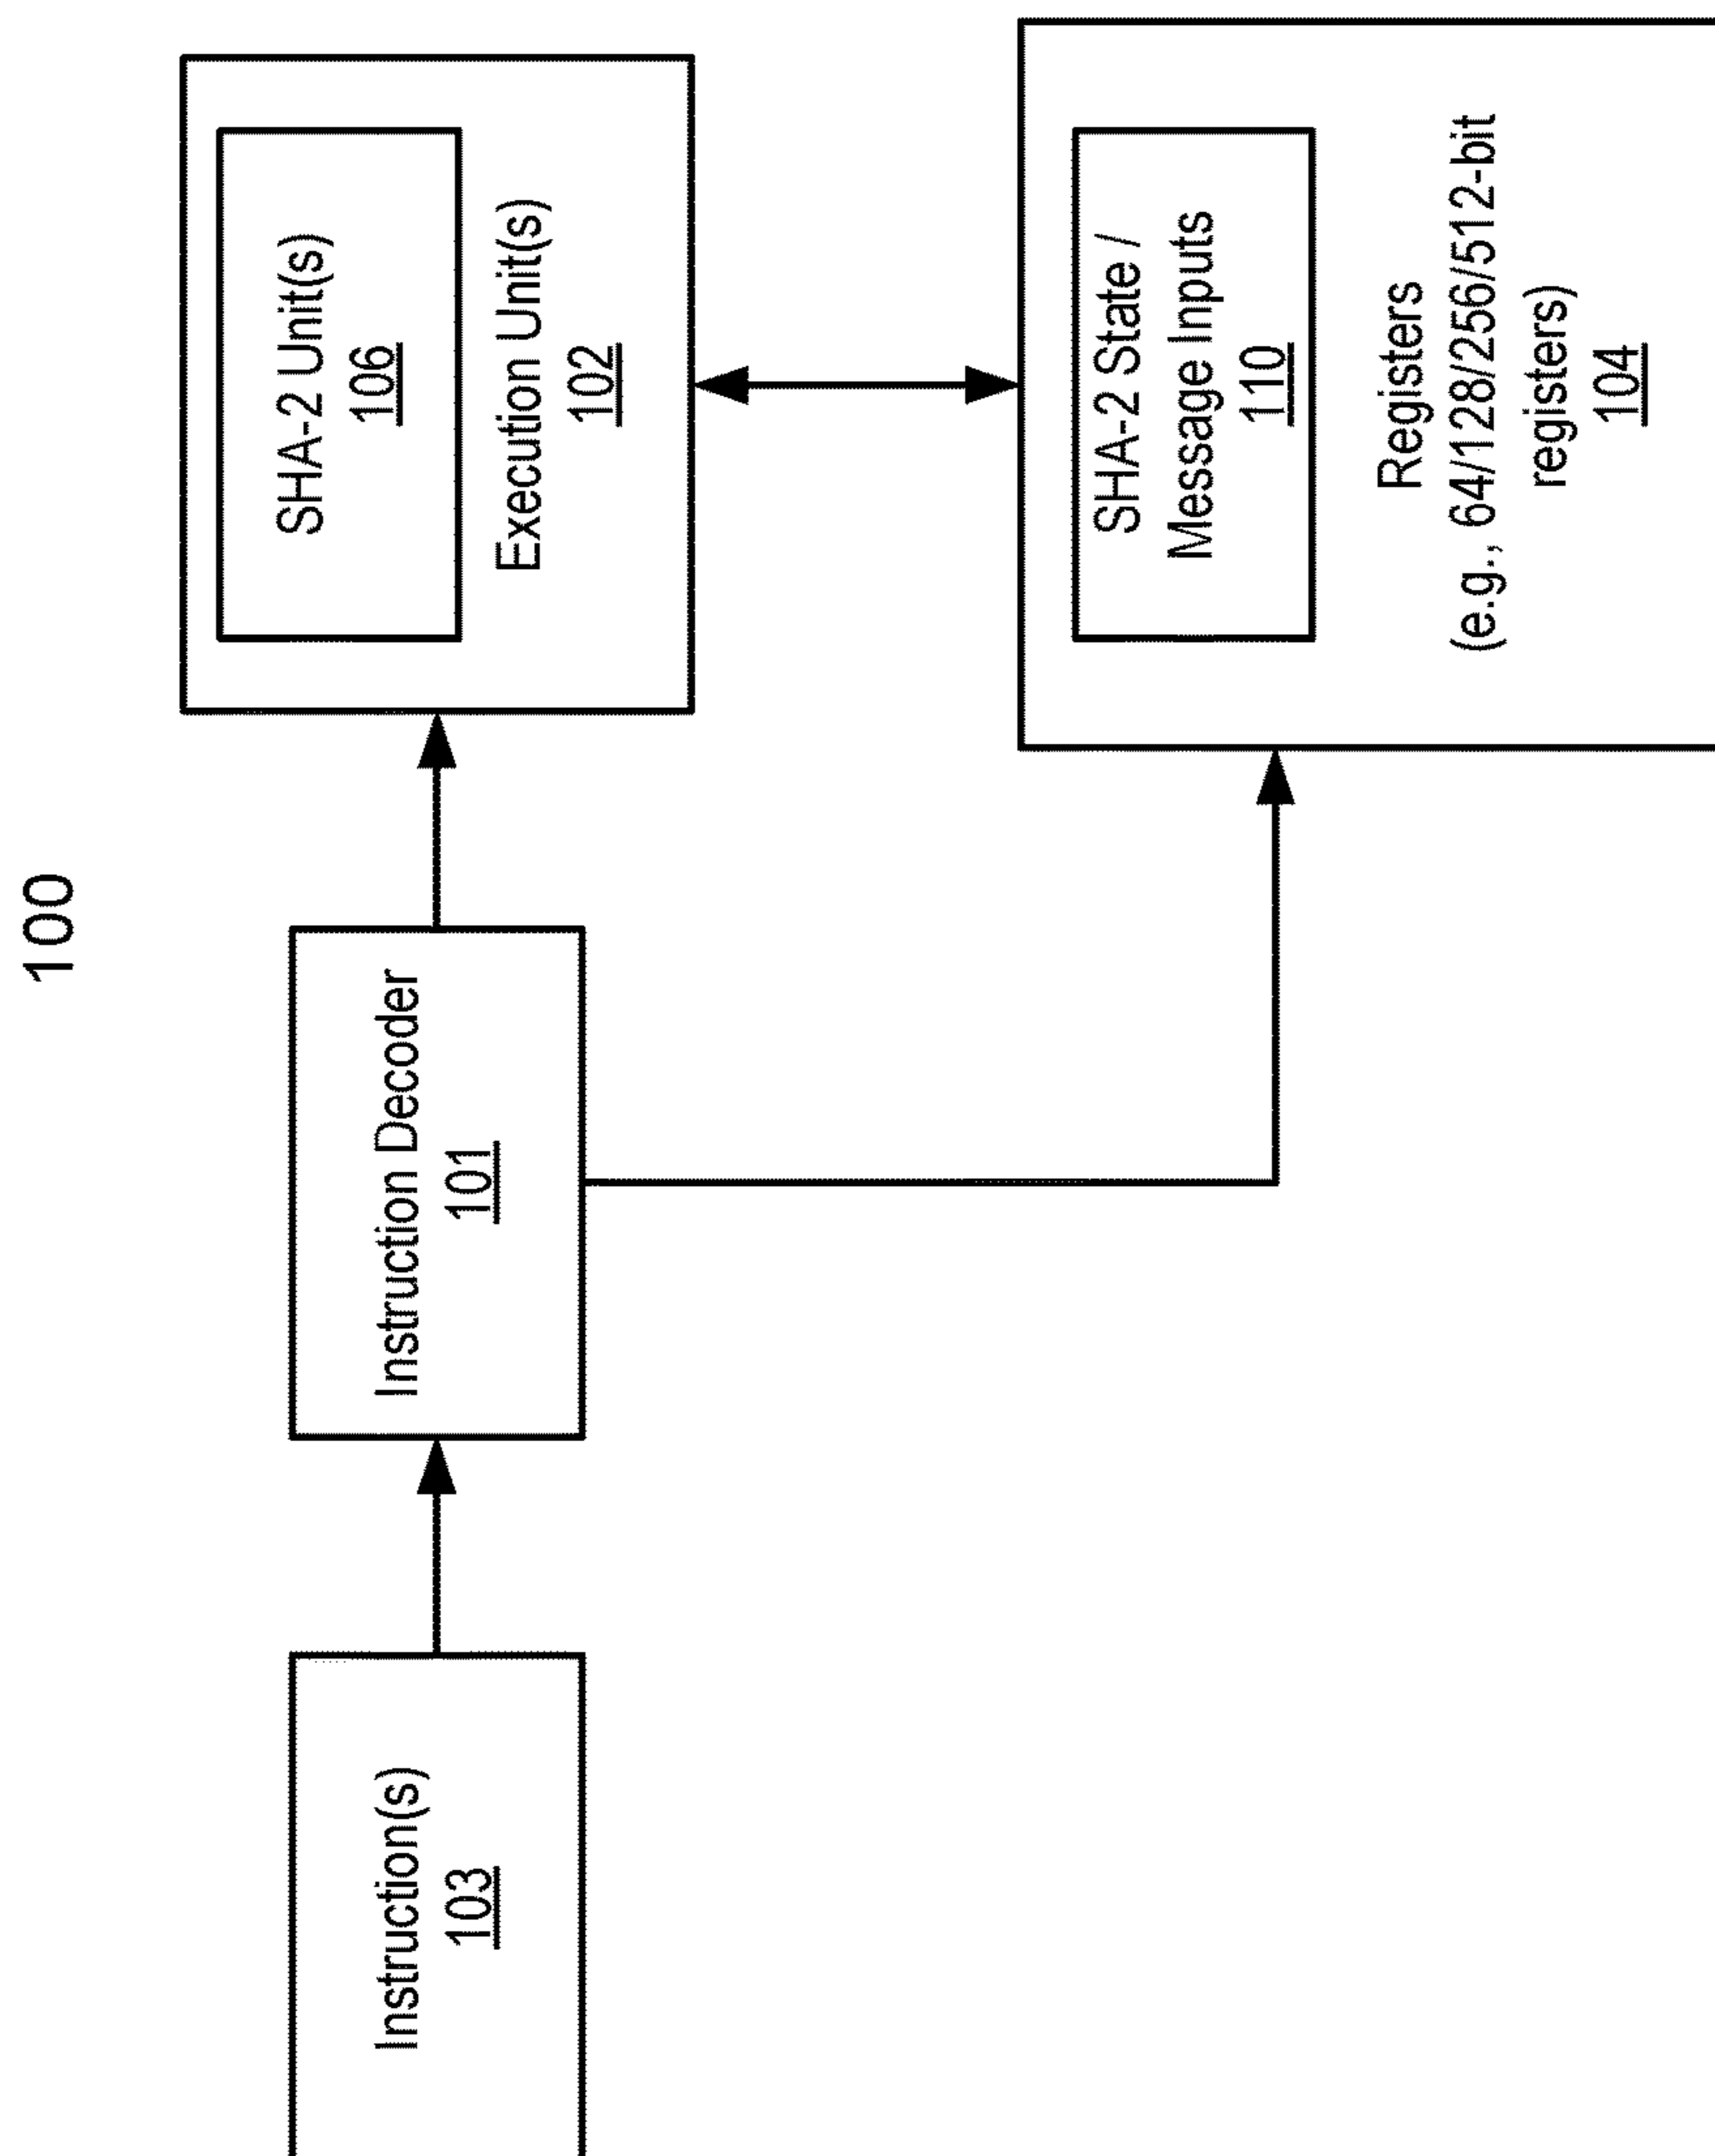 100
Instruction(s)
103
Instruction Decoder
101
SHA-2 Unit(s)
106
Execution Unit(s)
102
SHA-2 State /
Message Inputs
110
Registers
(e.g., 64/128/256/512-bit
registers)
104